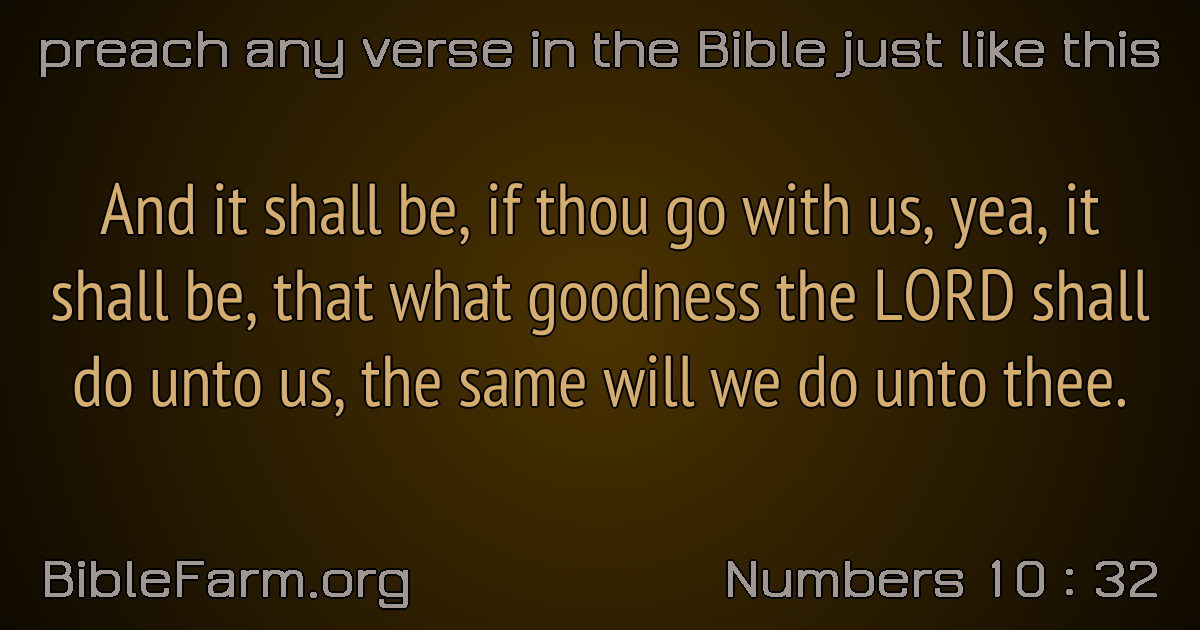 preach any verse in the Bible just like this
And it shall be, if thou go with us, yea, it
shall be, that what goodness the LORD shall
do unto us, the same will we do unto thee.
BibleFarm.org
Numbers 10 : 32